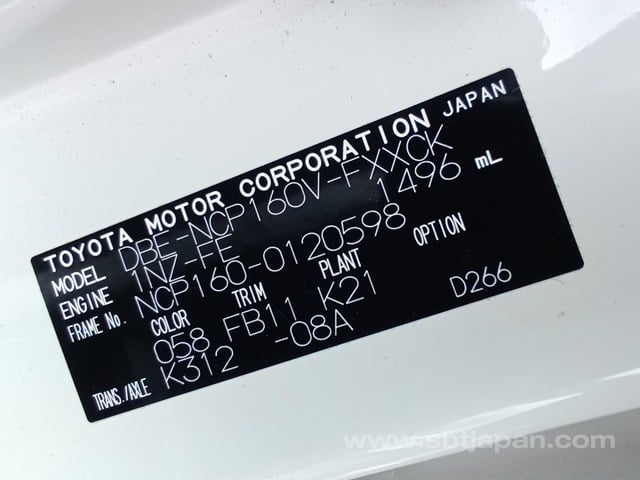 TOYOTA MOTOR CORPORATION JAPAN
MODEL DBE-NCP160V-FXXCK
ENGINE 1NZ-FE 1496 mL
FRAME No. NCP160-0120598
COLOR TRIM PLANT OPTION
058 FB11 K21
TRANS./AXLE K312 -08A D266
www.sbtjapan.com